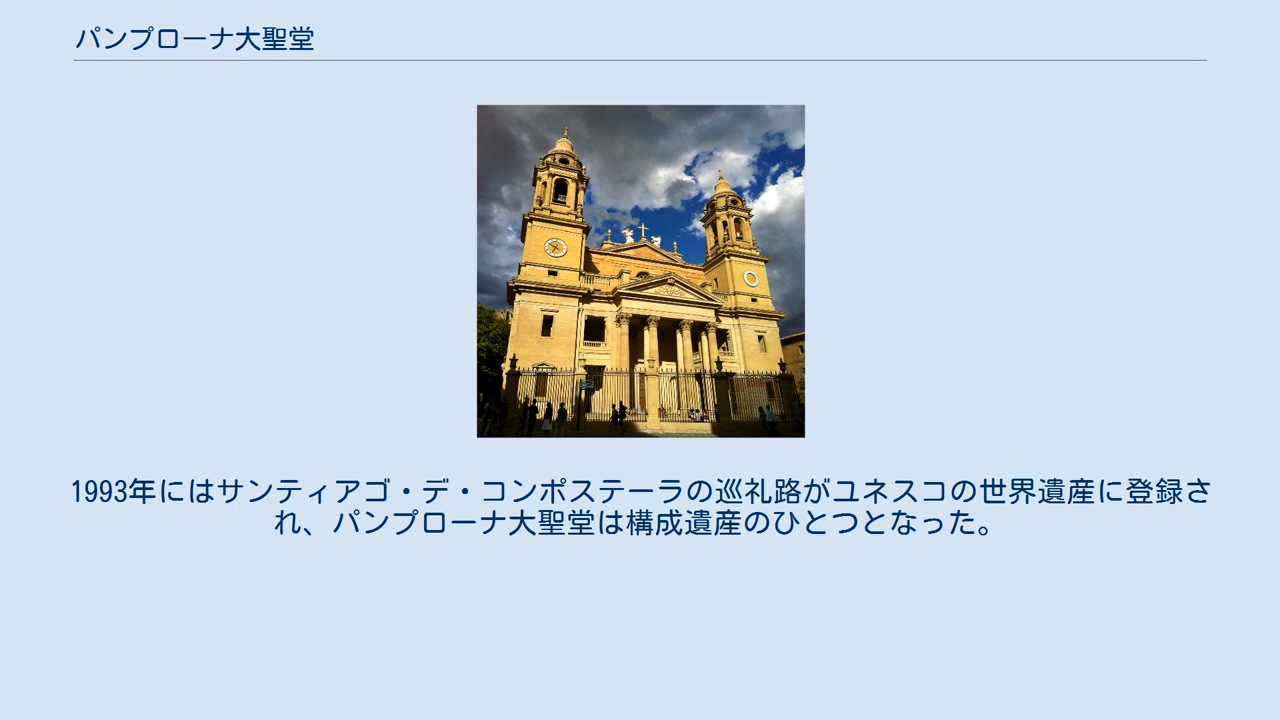 パンプローナ大聖堂
1993年にはサンティアゴ・デ・コンポステーラの巡礼路がユネスコの世界遺産に登録さ
れ、パンプローナ大聖堂は構成遺産のひとつとなった。